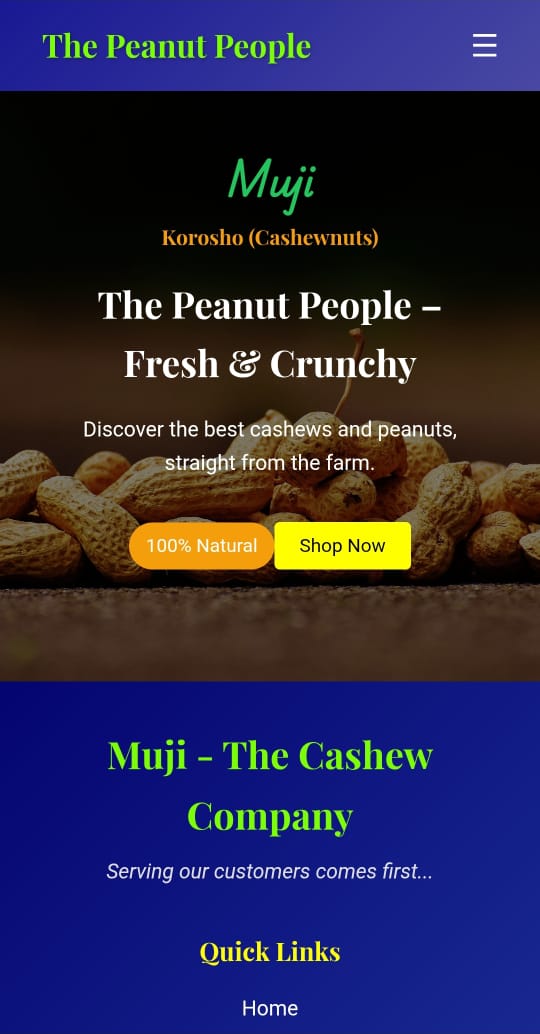 The Peanut People
Muji
Korosho (Cashewnuts)
The Peanut People –
Fresh & Crunchy
Discover the best cashews and peanuts,
straight from the farm.
100% Natural
Shop Now
Muji - The Cashew
Company
Serving our customers comes first...
Quick Links
Home